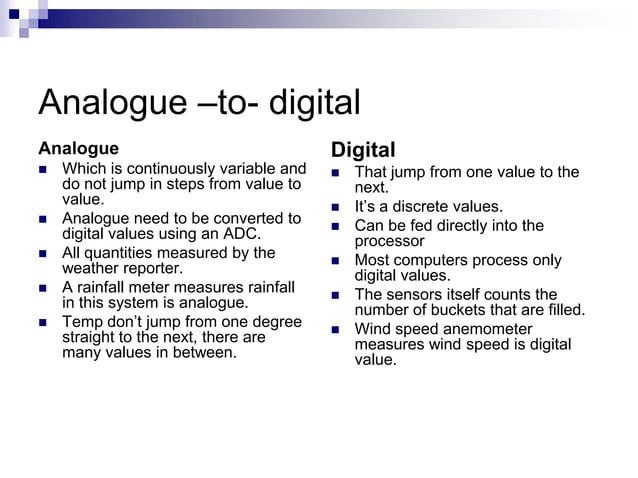 Analogue –to- digital
Analogue
Which is continuously variable and
do not jump in steps from value to
value.
Analogue need to be converted to
digital values using an ADC.
All quantities measured by the
weather reporter.
A rainfall meter measures rainfall
in this system is analogue.
Temp don’t jump from one degree
straight to the next, there are
many values in between.
Digital
That jump from one value to the
next.
It’s a discrete values.
Can be fed directly into the
processor
Most computers process only
digital values.
The sensors itself counts the
number of buckets that are filled.
Wind speed anemometer
measures wind speed is digital
value.